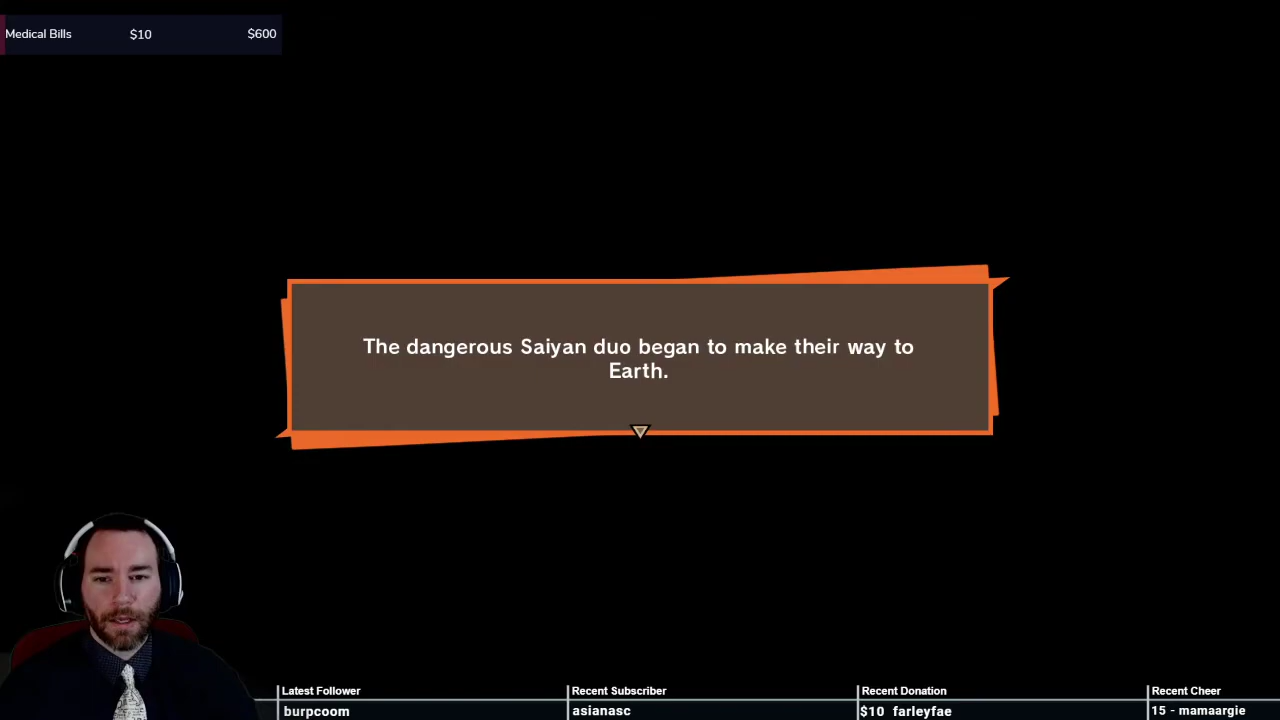 Medical Bills $10 $600
The dangerous Saiyan duo began to make their way to
Earth.
Latest Follower Recent Subscriber Recent Donation Recent Cheer
burpcoom asianasc $10 farleyfae 15 - mamaargie